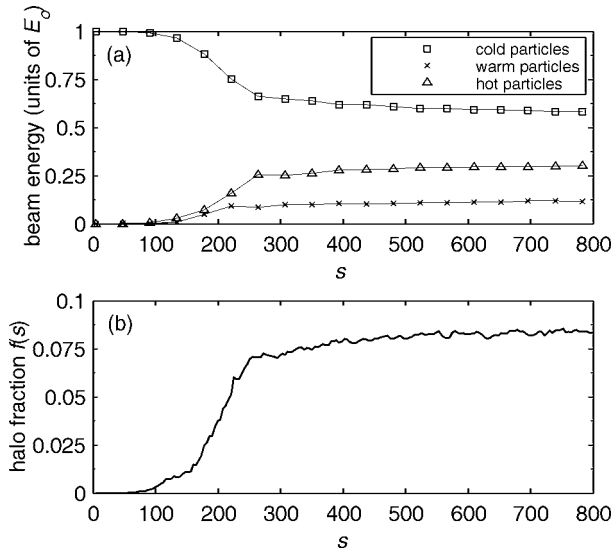 beam energy (units of E_o)
1
0.75
0.5
0.25
0
(a)
cold particles
warm particles
hot particles
0 100 200 300 400 500 600 700 800
s
halo fraction f(s)
0.1
0.075
0.05
0.025
0
(b)
0 100 200 300 400 500 600 700 800
s